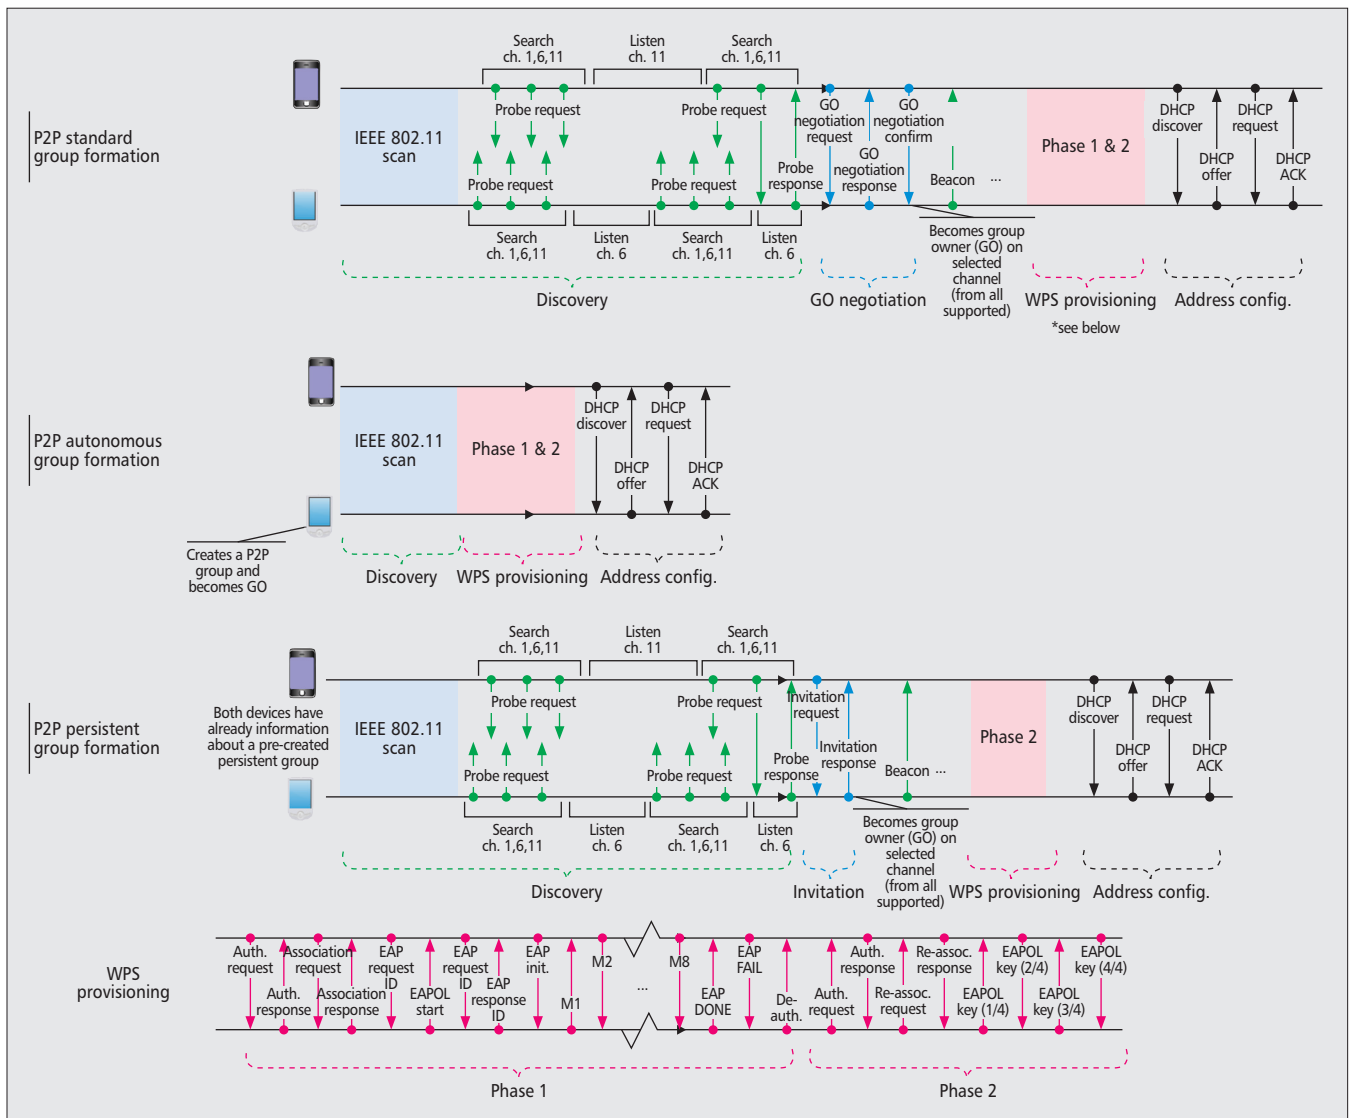 Search
ch. 1,6,11
Listen
ch. 11
Search
ch. 1,6,11
P2P standard
group formation
IEEE 802.11
scan
Probe request
Probe request
Probe request
Probe request
Probe
response
GO
negotiation
request
GO
negotiation
response
GO
negotiation
confirm
Beacon
...
Phase 1 & 2
DHCP
discover
DHCP
offer
DHCP
request
DHCP
ACK
Search
ch. 1,6,11
Listen
ch. 6
Search
ch. 1,6,11
Listen
ch. 6
Becomes group
owner (GO) on
selected
channel
(from all
supported)
Discovery
GO negotiation
WPS provisioning
*see below
Address config.
P2P autonomous
group formation
IEEE 802.11
scan
Phase 1 & 2
DHCP
discover
DHCP
offer
DHCP
request
DHCP
ACK
Creates a P2P
group and
becomes GO
Discovery
WPS provisioning
Address config.
Search
ch. 1,6,11
Listen
ch. 11
Search
ch. 1,6,11
P2P persistent
group formation
Both devices have
already information
about a pre-created
persistent group
IEEE 802.11
scan
Probe request
Probe request
Probe request
Probe request
Probe
response
Invitation
request
Invitation
response
Beacon
...
Phase 2
DHCP
discover
DHCP
offer
DHCP
request
DHCP
ACK
Search
ch. 1,6,11
Listen
ch. 6
Search
ch. 1,6,11
Listen
ch. 6
Becomes group
owner (GO) on
selected
channel
(from all
supported)
Discovery
Invitation
WPS provisioning
Address config.
WPS
provisioning
Auth.
request
Auth.
response
Association
request
Association
response
EAP
request
ID
EAPOL
start
EAP
request
ID
EAP
response
ID
EAP
init.
M1
M2
...
M8
EAP
DONE
EAP
FAIL
De-
auth.
Auth.
request
Auth.
response
Re-assoc.
request
Re-assoc.
response
EAPOL
key (1/4)
EAPOL
key (2/4)
EAPOL
key (3/4)
EAPOL
key (4/4)
Phase 1
Phase 2